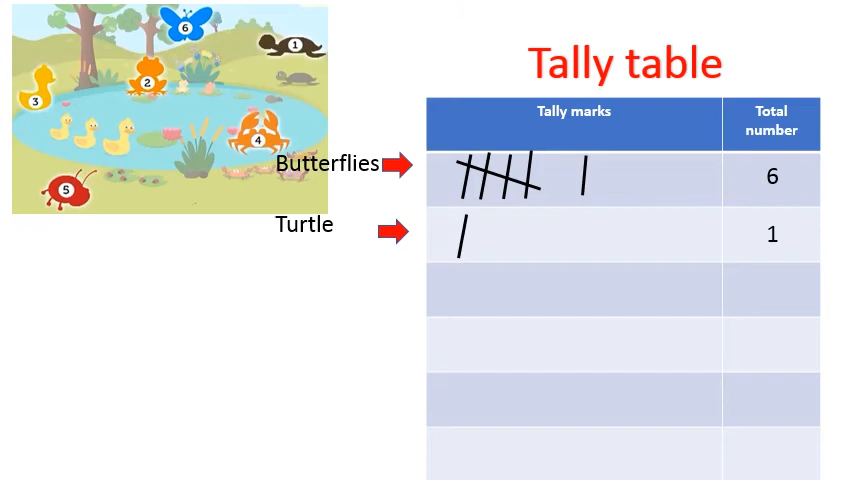 6
1
2
3
4
5
Tally table
Tally marks
Total
number
Butterflies
6
Turtle
1